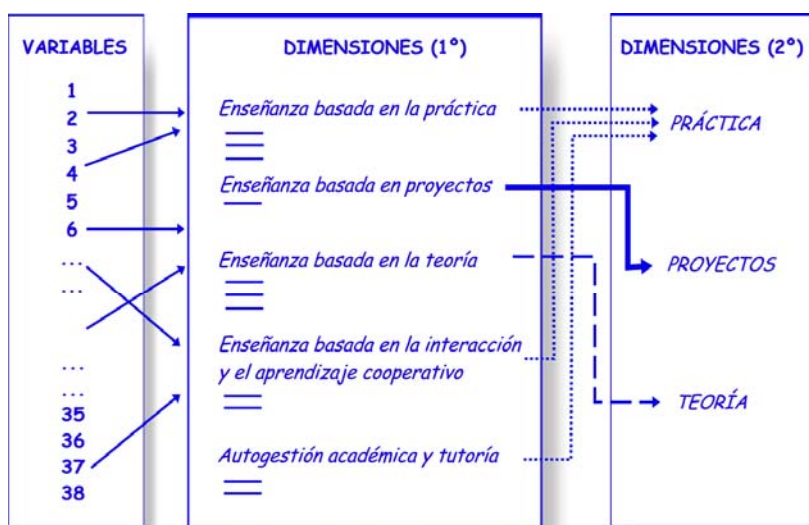 VARIABLES
1
2
3
4
5
6
...
...
...
...
35
36
37
38
DIMENSIONES (1º)
Enseñanza basada en la práctica
Enseñanza basada en proyectos
Enseñanza basada en la teoría
Enseñanza basada en la interacción
y el aprendizaje cooperativo
Autogestión académica y tutoría
DIMENSIONES (2º)
PRÁCTICA
PROYECTOS
TEORÍA